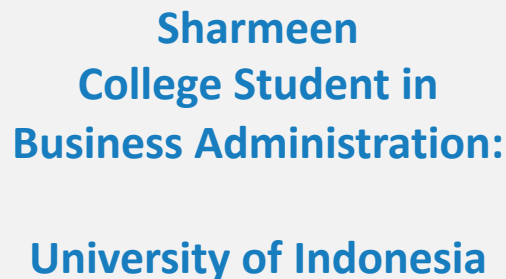 Sharmeen
College Student in
Business Administration:
University of Indonesia